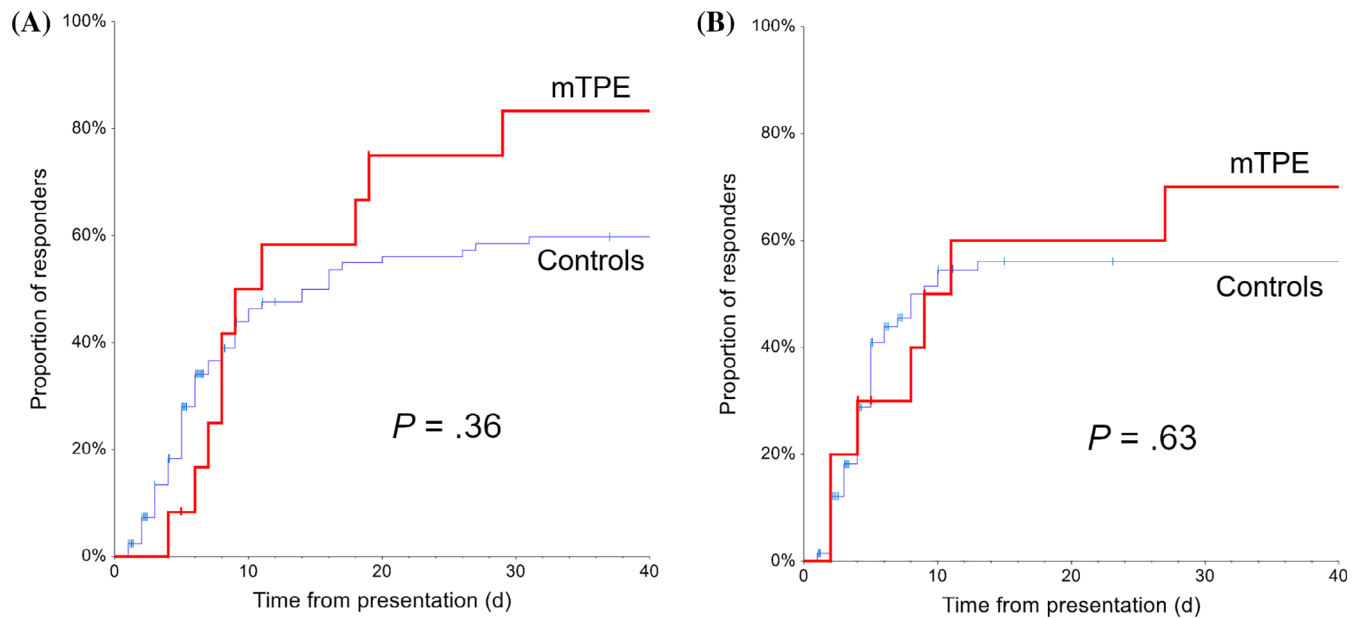 (A)
100%
80%
60%
40%
20%
0%
Proportion of responders
mTPE
Controls
P = .36
0 10 20 30 40
Time from presentation (d)
(B)
100%
80%
60%
40%
20%
0%
Proportion of responders
mTPE
Controls
P = .63
0 10 20 30 40
Time from presentation (d)